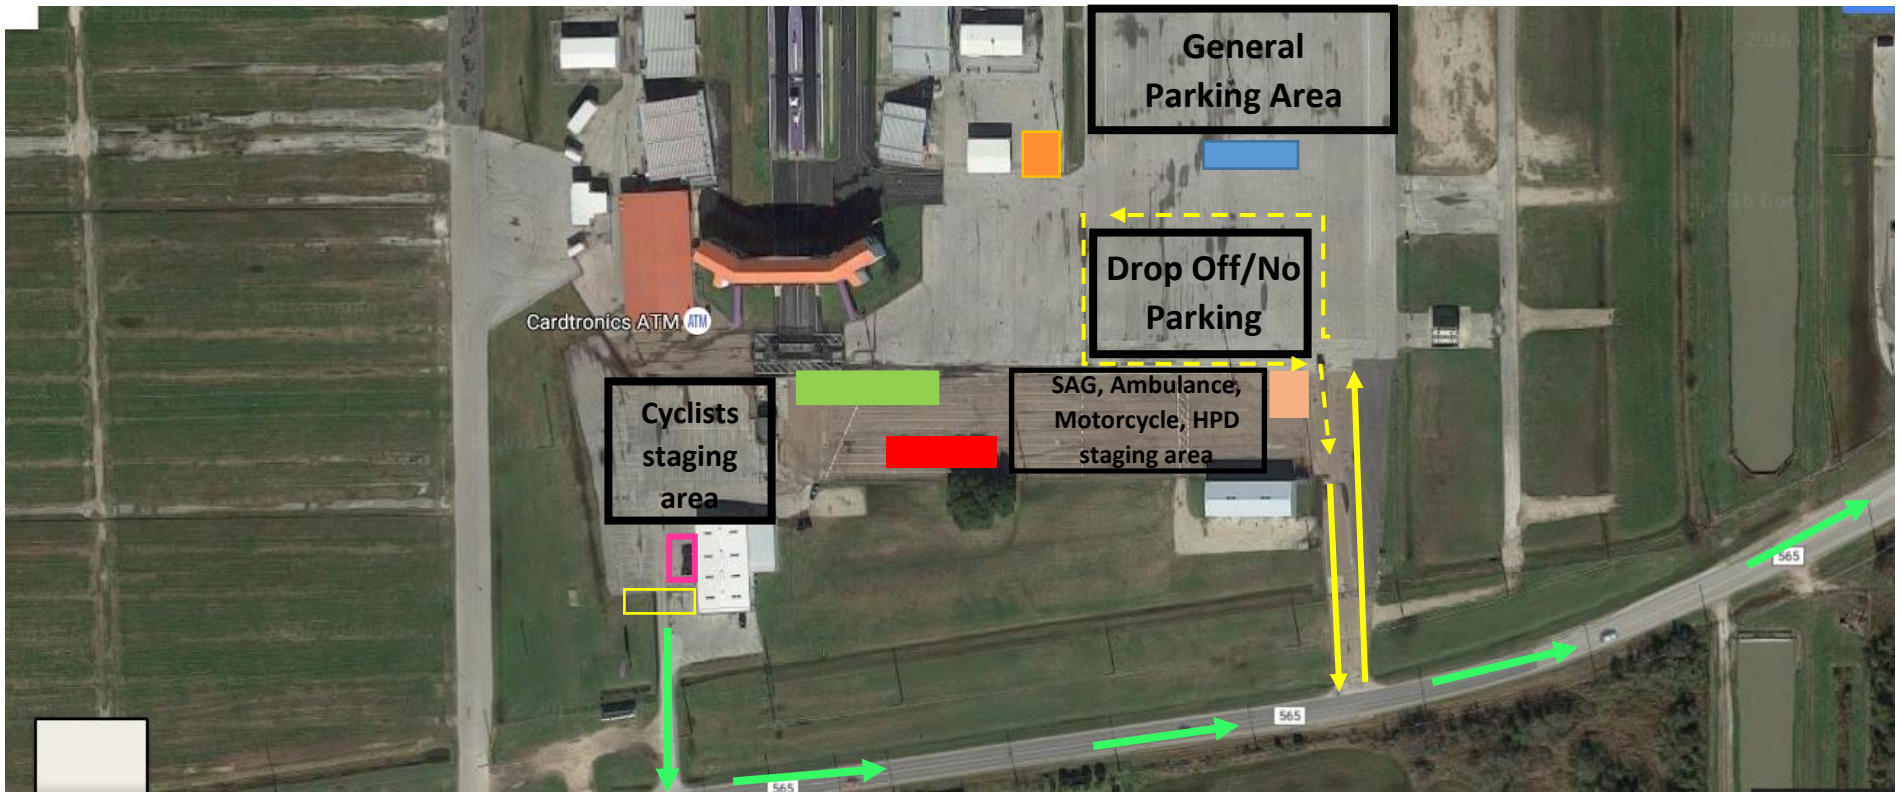 General
Parking Area
Drop Off/No
Parking
Cardtronics ATM ATM
SAG, Ambulance,
Motorcycle, HPD
staging area
Cyclists
staging
area
565
565
565